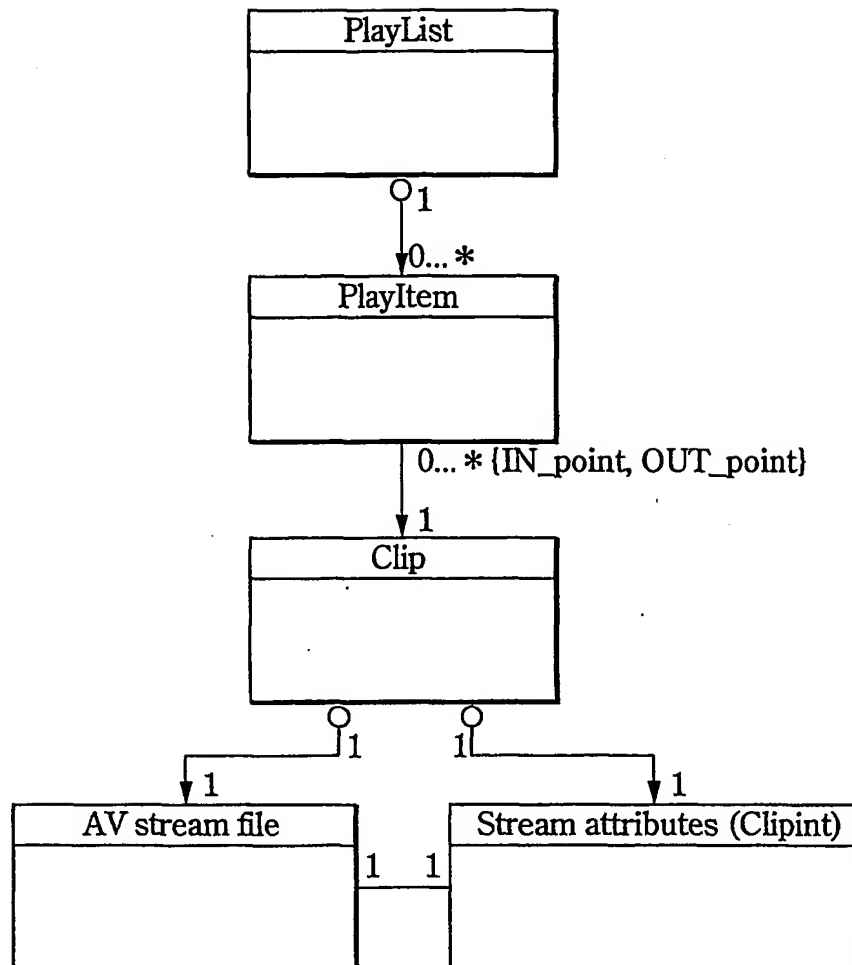 PlayList
1
0... *
PlayItem
0... * {IN_point, OUT_point}
1
Clip
1 1
1 1
AV stream file Stream attributes (Clipint)
1 1